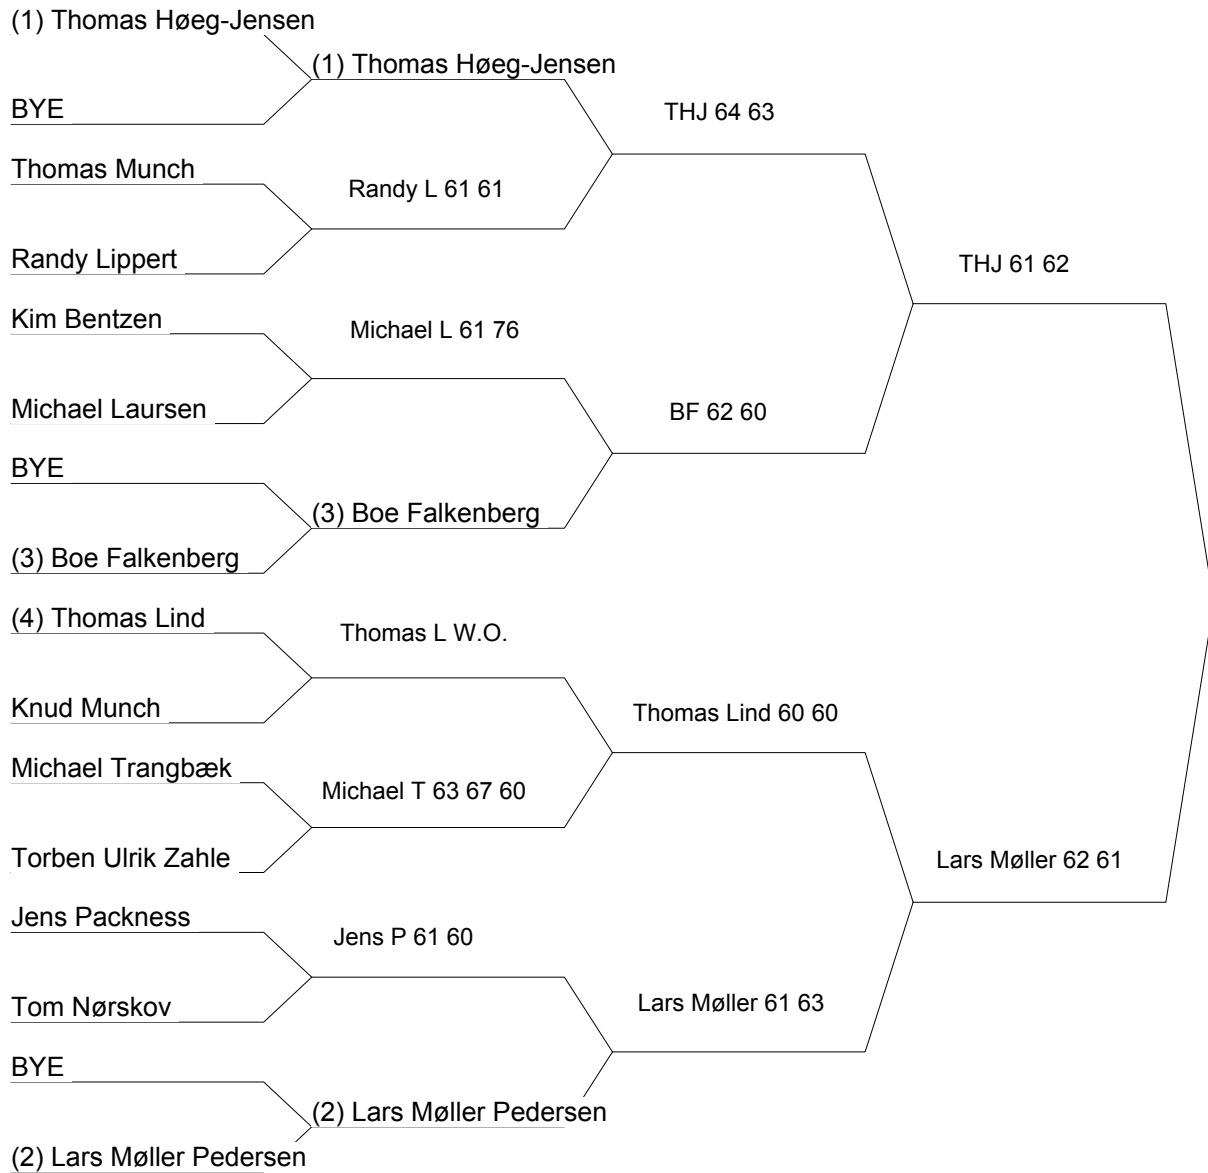 (1) Thomas Høeg-Jensen
(1) Thomas Høeg-Jensen
BYE
THJ 64 63
Thomas Munch
Randy L 61 61
Randy Lippert
THJ 61 62
Kim Bentzen
Michael L 61 76
Michael Laursen
BF 62 60
BYE
(3) Boe Falkenberg
(3) Boe Falkenberg
(4) Thomas Lind
Thomas L W.O.
Knud Munch
Thomas Lind 60 60
Michael Trangbæk
Michael T 63 67 60
Torben Ulrik Zahle
Lars Møller 62 61
Jens Packness
Jens P 61 60
Tom Nørskov
Lars Møller 61 63
BYE
(2) Lars Møller Pedersen
(2) Lars Møller Pedersen